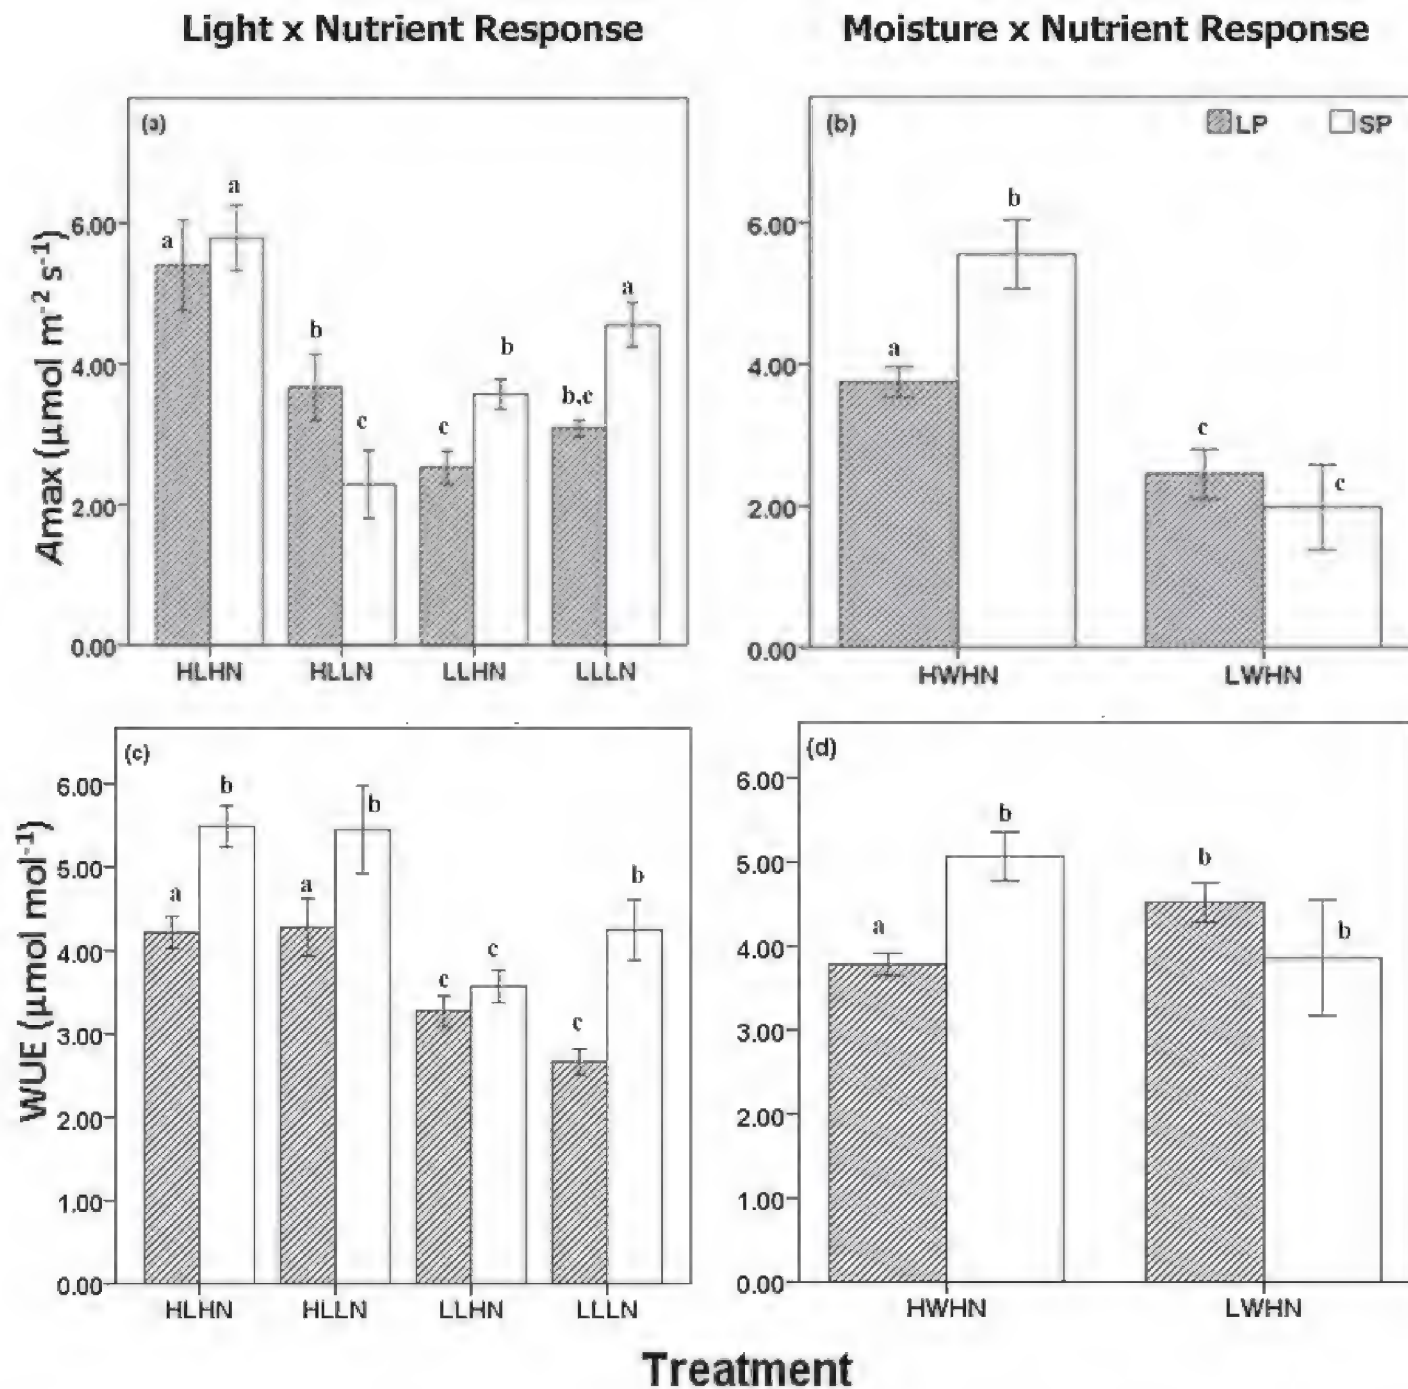 Light x Nutrient Response
Moisture x Nutrient Response
(a)
Amax (µmol m⁻² s⁻¹)
6.00
4.00
2.00
0.00
a
a
b
c
c
b
b,c
a
HLHN
HLLN
LLHN
LLLN
(b)
LP
SP
6.00
4.00
2.00
0.00
a
b
c
c
HWHN
LWHN
(c)
WUE (µmol mol⁻¹)
6.00
5.00
4.00
3.00
2.00
1.00
0.00
a
b
a
b
c
c
c
b
HLHN
HLLN
LLHN
LLLN
(d)
6.00
5.00
4.00
3.00
2.00
1.00
0.00
a
b
b
b
HWHN
LWHN
Treatment